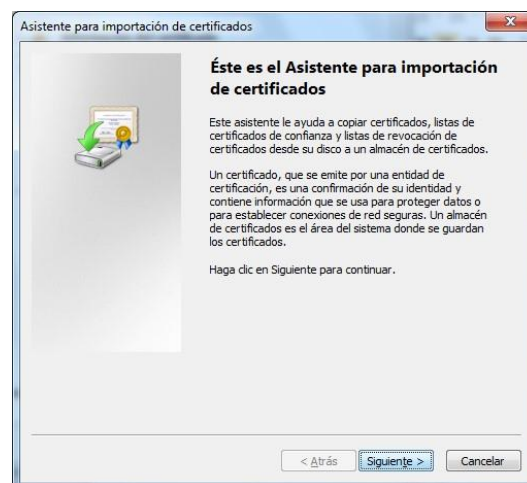 Asistente para importación de certificados
Éste es el Asistente para importación
de certificados
Este asistente le ayuda a copiar certificados, listas de
certificados de confianza y listas de revocación de
certificados desde su disco a un almacén de certificados.
Un certificado, que se emite por una entidad de
certificación, es una confirmación de su identidad y
contiene información que se usa para proteger datos o
para establecer conexiones de red seguras. Un almacén
de certificados es el área del sistema donde se guardan
los certificados.
Haga clic en Siguiente para continuar.
< Atrás Siguiente > Cancelar